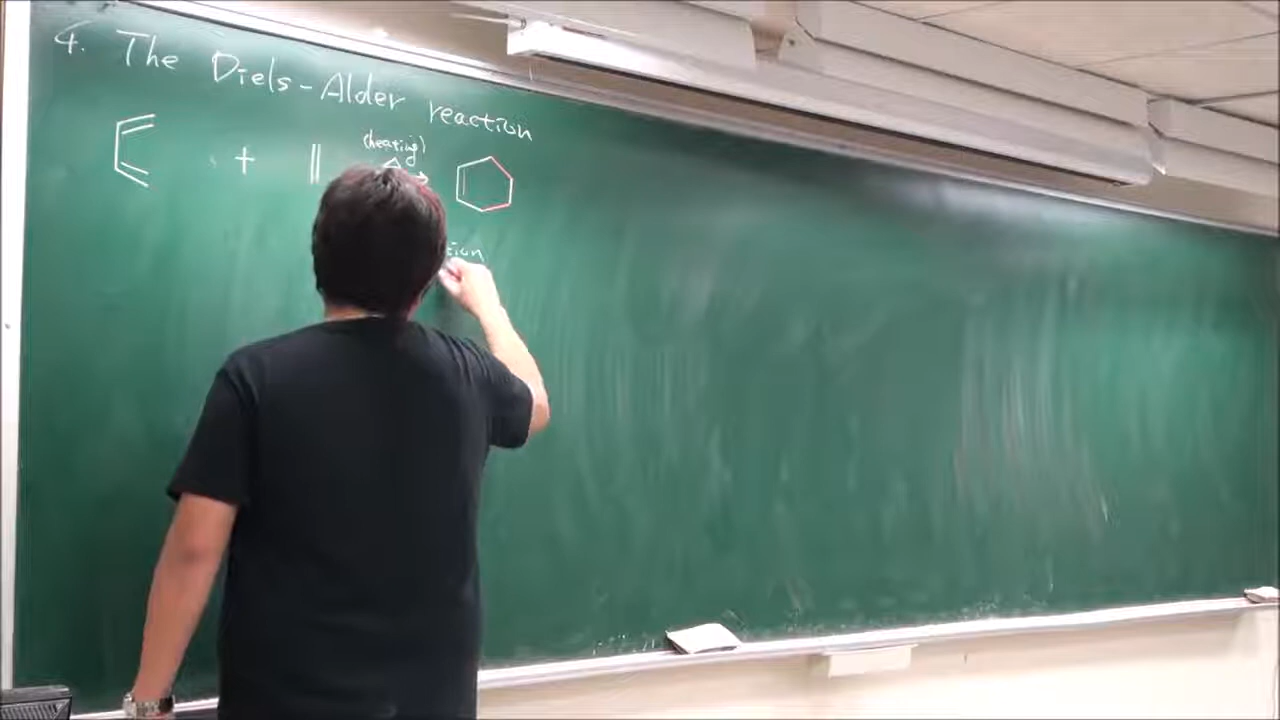 4. The Diels-Alder reaction
(heating)
+ Δ